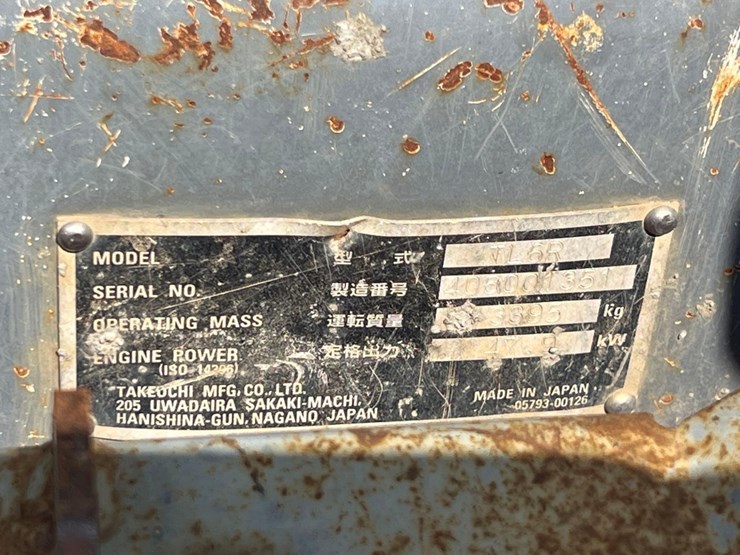 MODEL 型式 TL6R
SERIAL NO. 製造番号
OPERATING MASS 運転質量 kg
ENGINE POWER 定格出力 kW
(ISO 14396)
TAKEUCHI MFG. CO., LTD.
205 UWADAIRA SAKAKI-MACHI,
HANISHINA-GUN, NAGANO JAPAN
MADE IN JAPAN
05793-00126